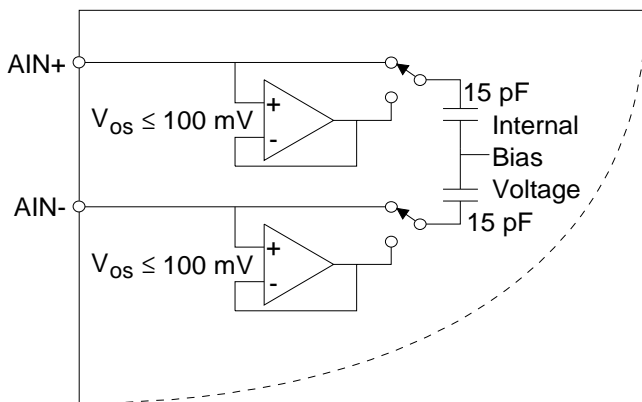 AIN+
+
-
Vos ≤ 100 mV
15 pF
Internal
Bias
Voltage
15 pF
AIN-
+
-
Vos ≤ 100 mV